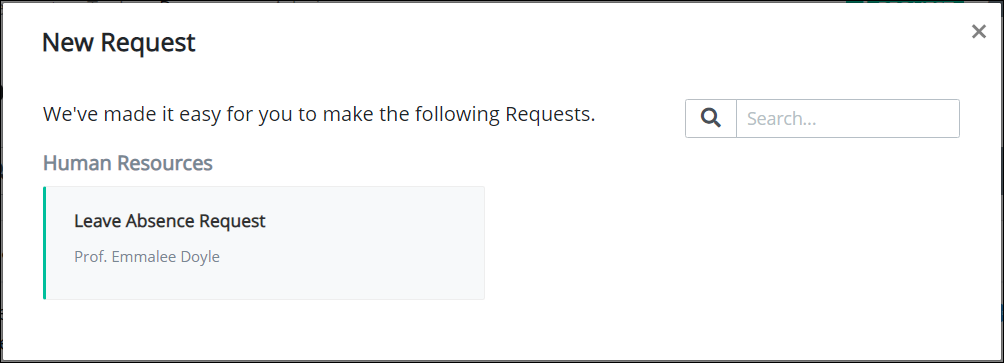 New Request
We've made it easy for you to make the following Requests.
Search...
Human Resources
Leave Absence Request
Prof. Emmalee Doyle